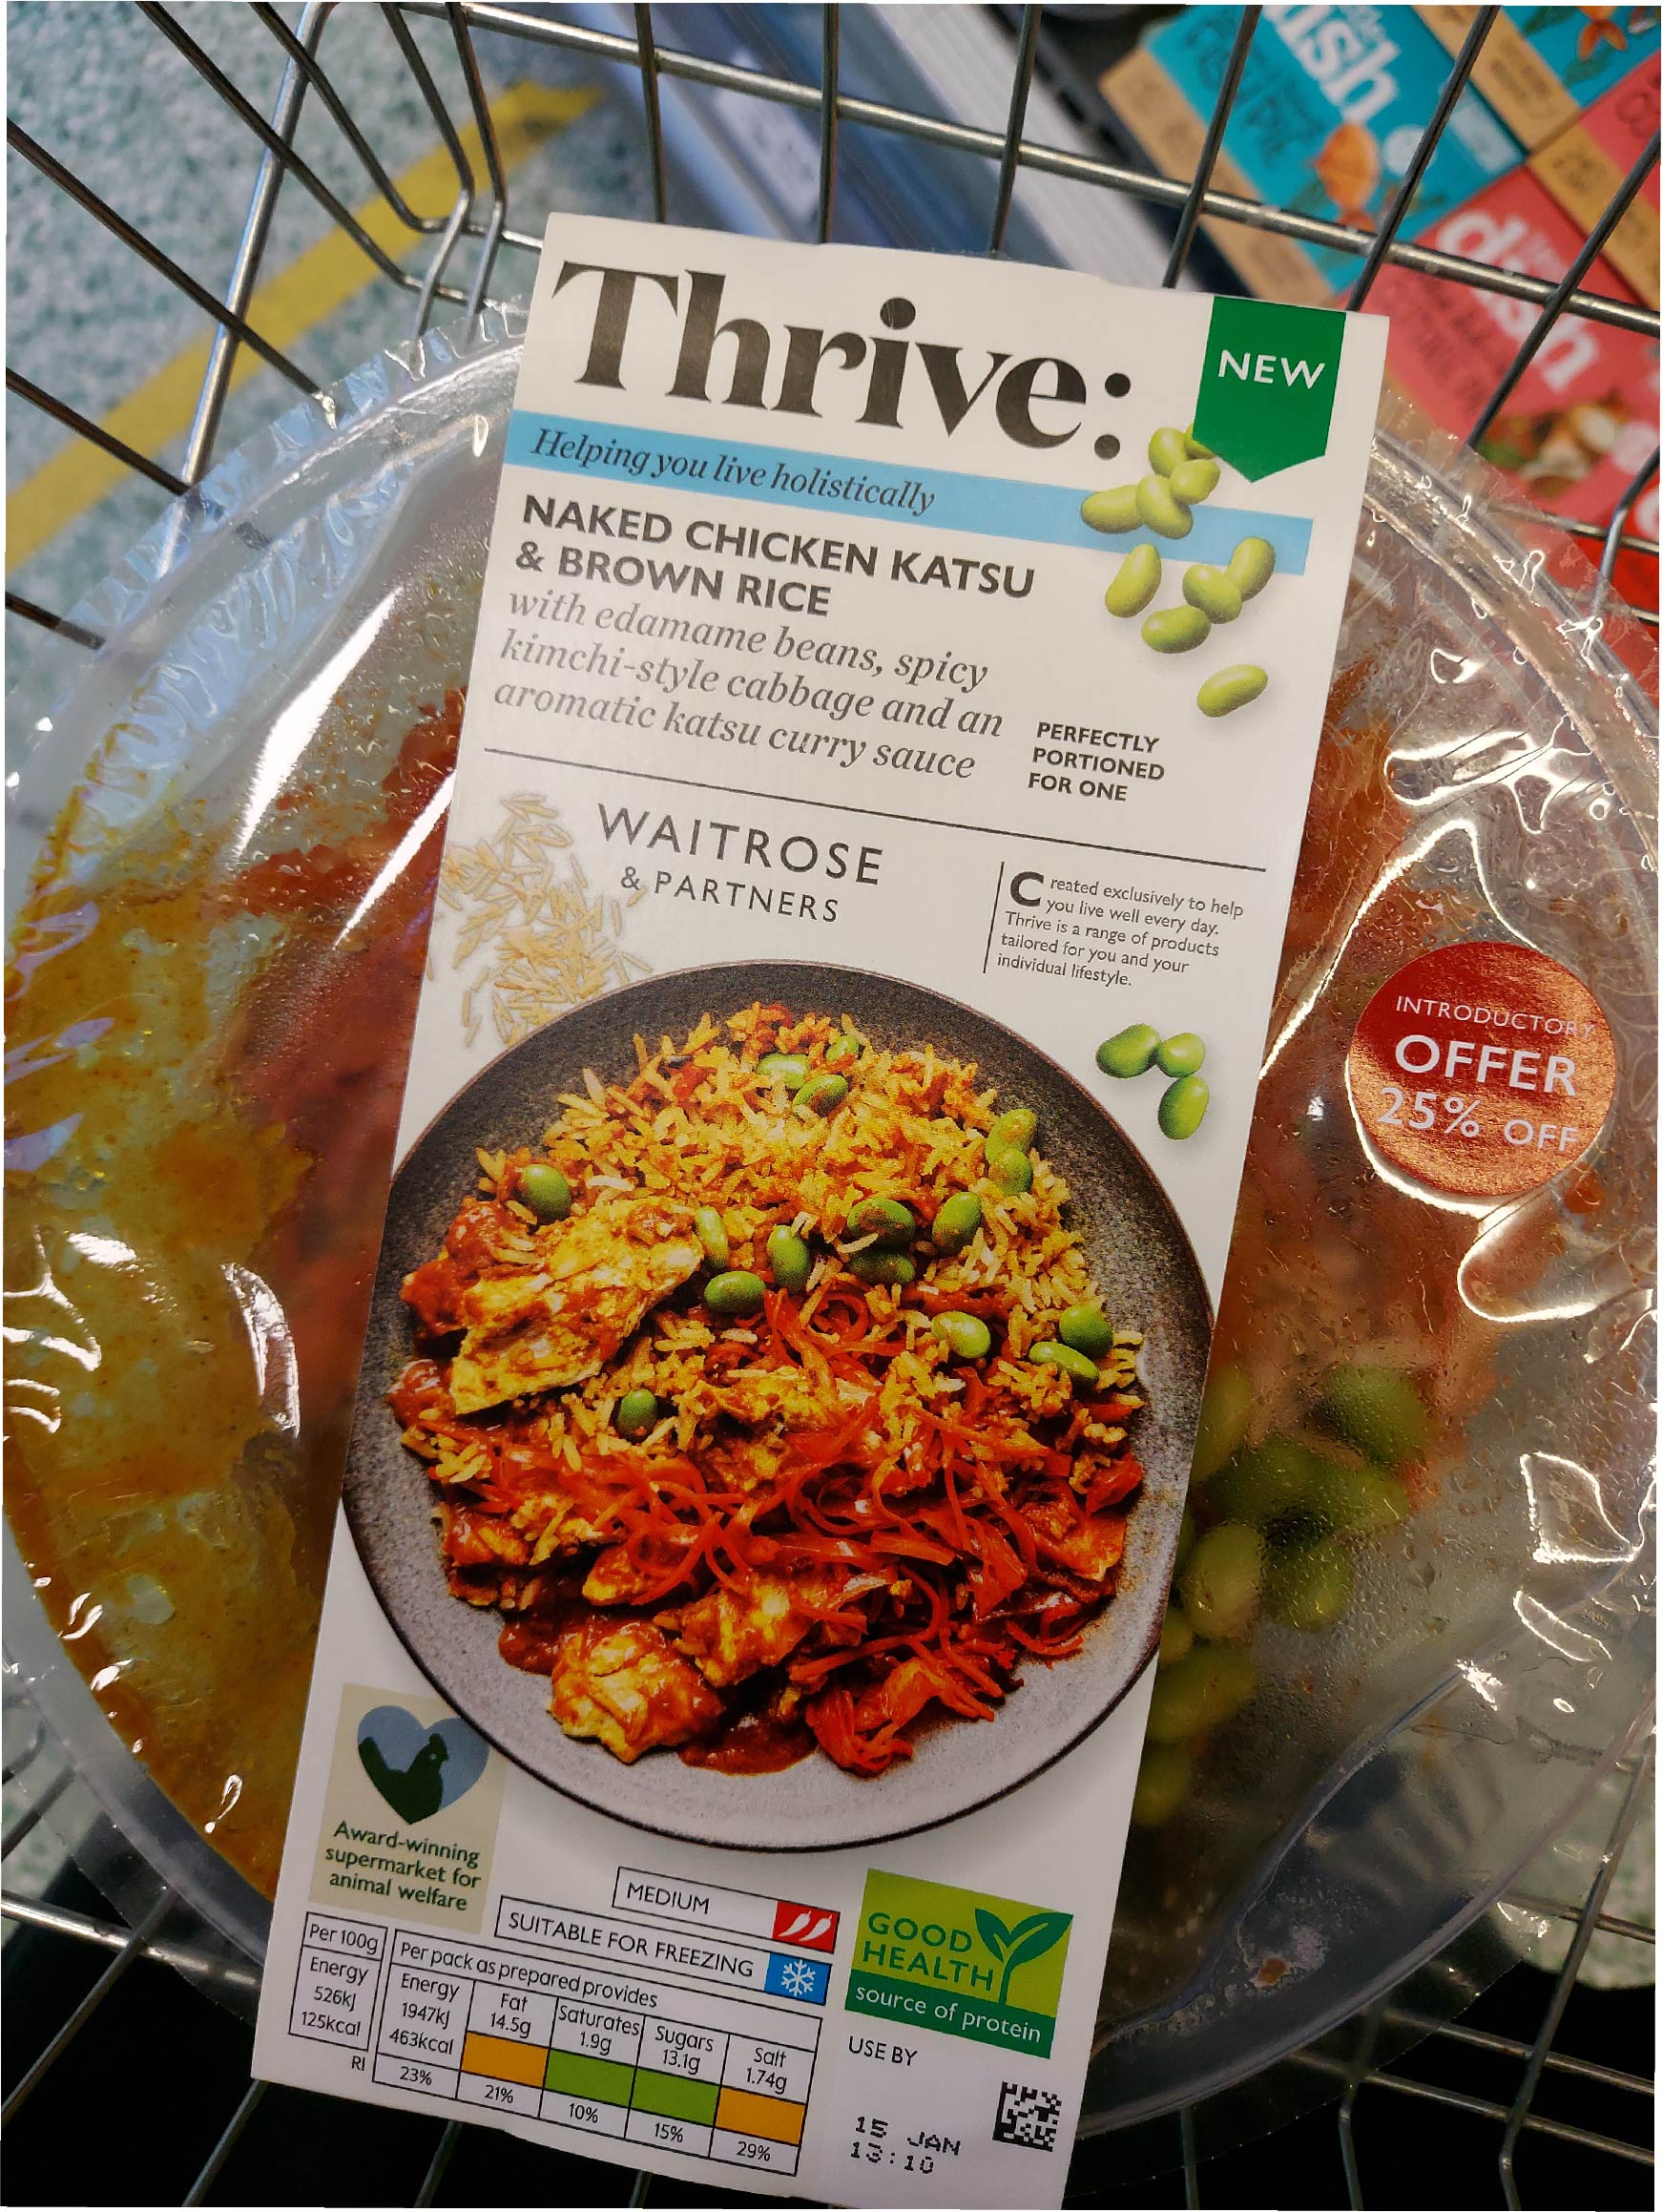 Thrive:
NEW
Helping you live holistically
NAKED CHICKEN KATSU
& BROWN RICE
with edamame beans, spicy
kimchi-style cabbage and an
aromatic katsu curry sauce
PERFECTLY
PORTIONED
FOR ONE
WAITROSE
& PARTNERS
Created exclusively to help
you live well every day.
Thrive is a range of products
tailored for you and your
individual lifestyle.
INTRODUCTORY
OFFER
25% OFF
Award-winning
supermarket for
animal welfare
MEDIUM
SUITABLE FOR FREEZING
GOOD
HEALTH
source of protein
Per 100g
Energy
526kJ
125kcal
Per pack as prepared provides
Energy
1947kJ
463kcal
Fat
14.5g
Saturates
1.9g
Sugars
13.1g
Salt
1.74g
RI
23%
21%
10%
15%
29%
USE BY
15 JAN
13:10
dish